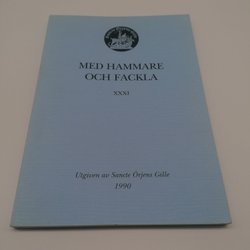 MED HAMMARE
OCH FACKLA
XXXI
Utgiven av Sancte Örjens Gille
1990